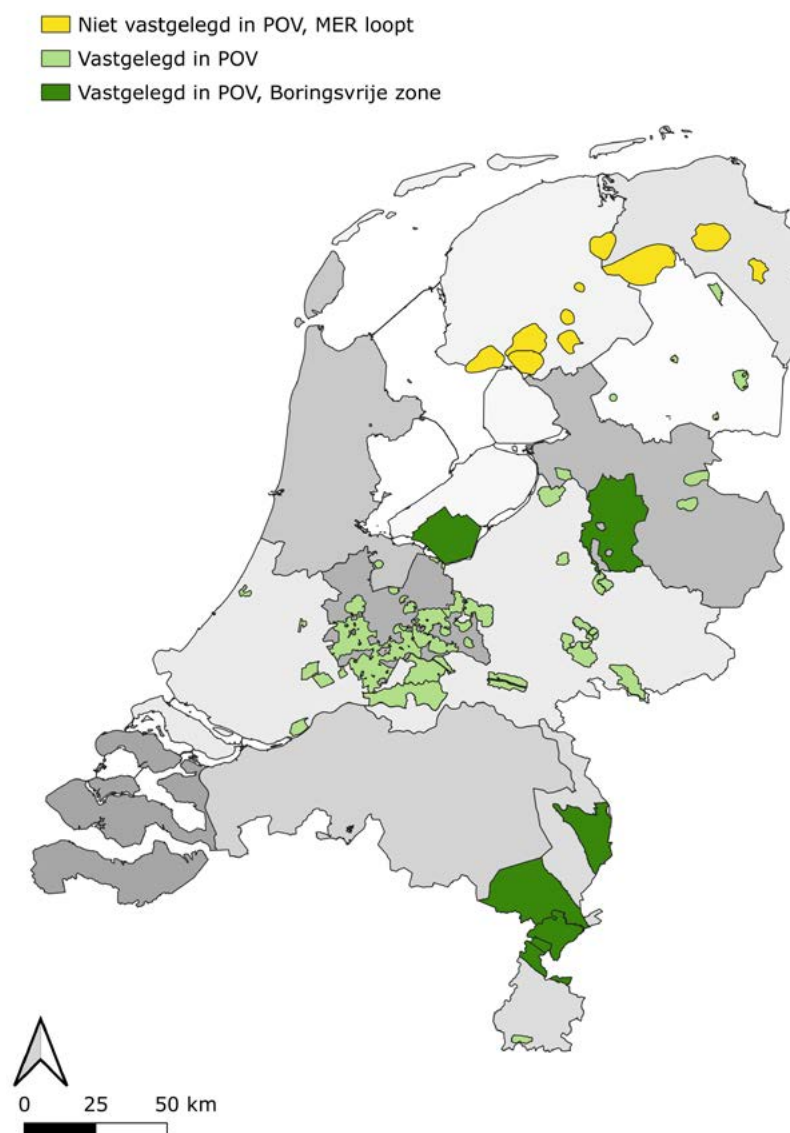 Niet vastgelegd in POV, MER loopt
Vastgelegd in POV
Vastgelegd in POV, Boringsvrije zone
0 25 50 km